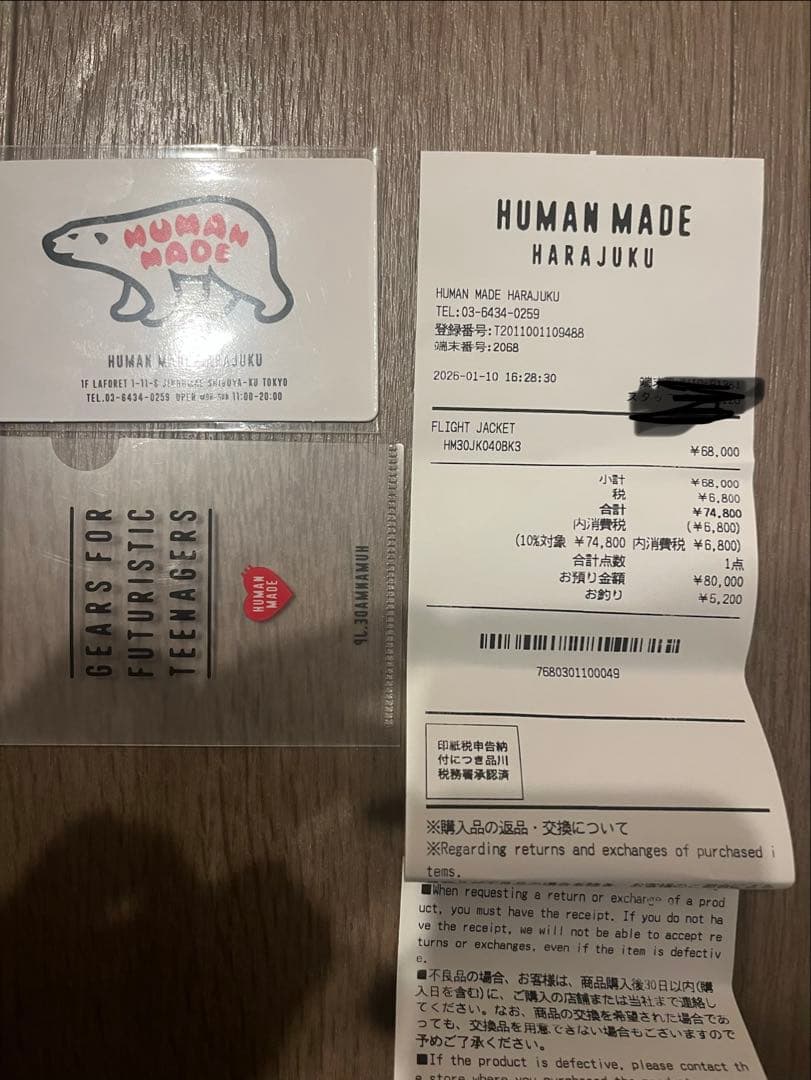 HUMAN
MADE
HUMAN MADE HARAJUKU
1F LAFORET 1-11-6 JINGUMAE SHIBUYA-KU TOKYO
TEL.03-6434-0259 OPEN MON-SUN 11:00-20:00
GEARS FOR
FUTURISTIC
TEENAGERS
HUMAN
MADE
HUMANMADE.JP
HUMAN MADE
HARAJUKU
HUMAN MADE HARAJUKU
TEL:03-6434-0259
登録番号:T2011001109488
端末番号:2068
2026-01-10 16:28:30
スタッ
FLIGHT JACKET
HM30JK040BK3
¥68,000
小計 ¥68,000
税 ¥6,800
合計 ¥74,800
内消費税 (¥6,800)
(10%対象 ¥74,800 内消費税 ¥6,800)
合計点数 1点
お預り金額 ¥80,000
お釣り ¥5,200
7680301100049
印紙税申告納
付につき品川
税務署承認済
※購入品の返品・交換について
※Regarding returns and exchanges of purchased i
tems.
■When requesting a return or exchange of a prod
uct, you must have the receipt. If you do not ha
ve the receipt, we will not be able to accept re
turns or exchanges, even if the item is defectiv
e.
■不良品の場合、お客様は、商品購入後30日以内(購
入日を含む)に、ご購入の店舗または当社まで連絡し
てください。なお、商品の交換を希望された場合であ
っても、交換品を用意できない場合もございますので
予めご了承ください。
■If the product is defective, please contact th
e store where you purchased the